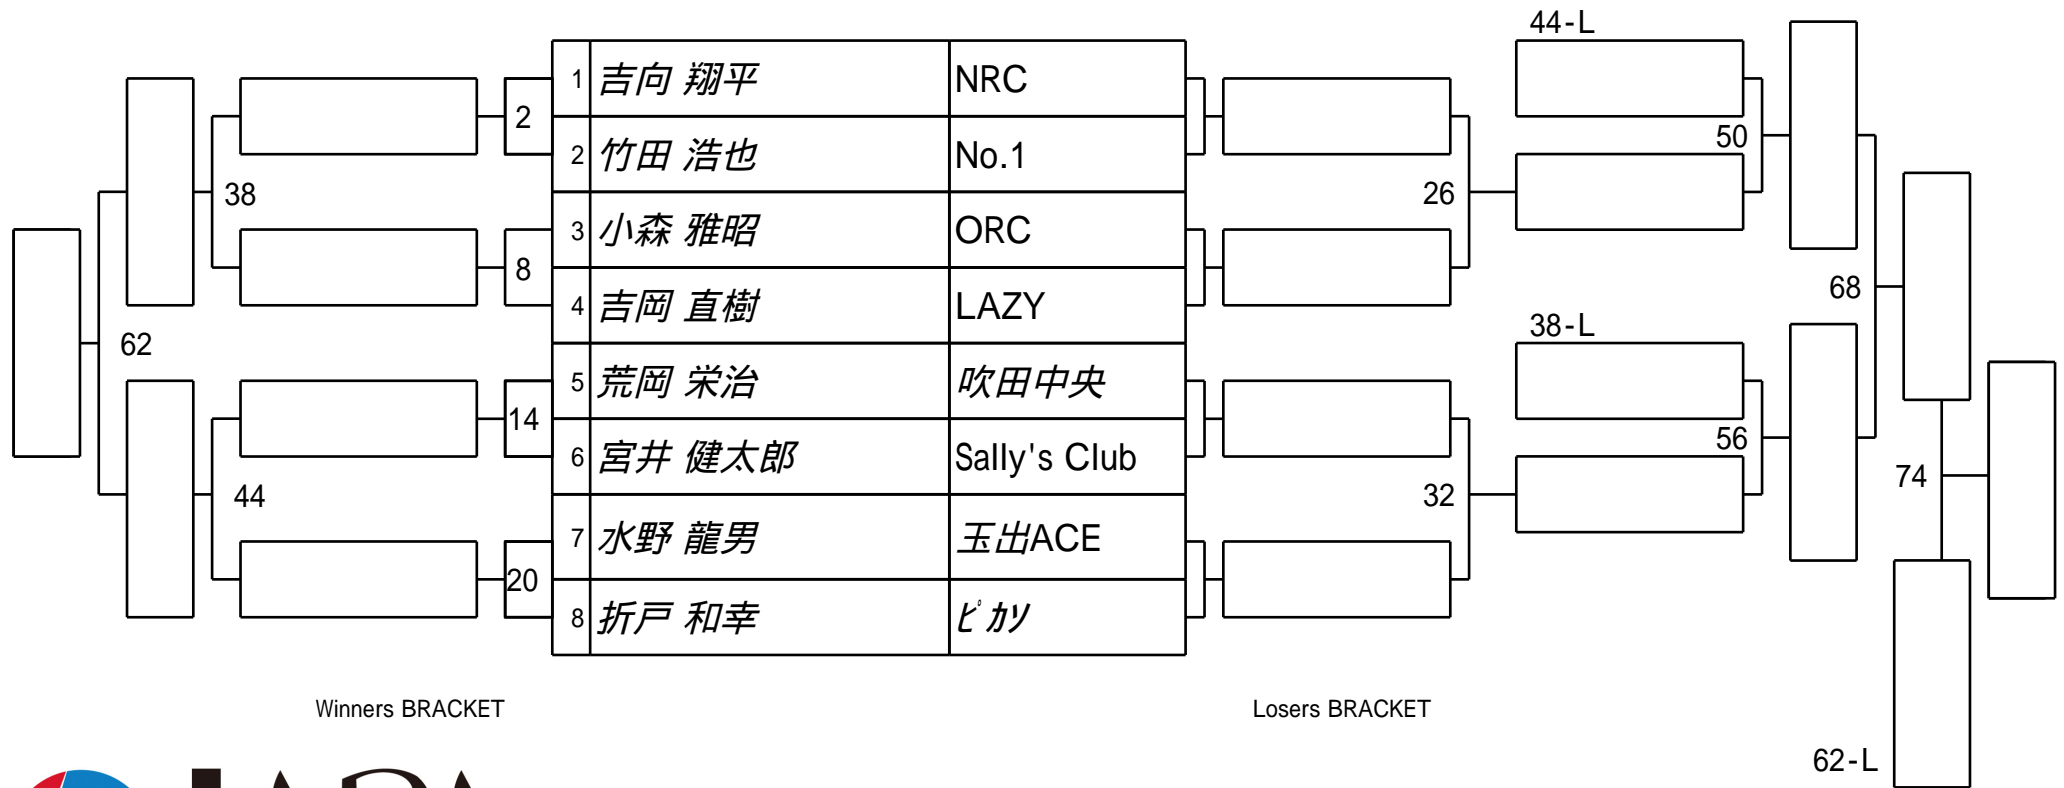 44-L
1 吉向 翔平 NRC
2
2 竹田 浩也 No.1
50
38
26
3 小森 雅昭 ORC
8
4 吉岡 直樹 LAZY
68
62
38-L
5 荒岡 栄治 吹田中央
14
6 宮井 健太郎 Sally's Club
56
44
32
74
7 水野 龍男 玉出ACE
20
8 折戸 和幸 ピカソ
Winners BRACKET
Losers BRACKET
62-L